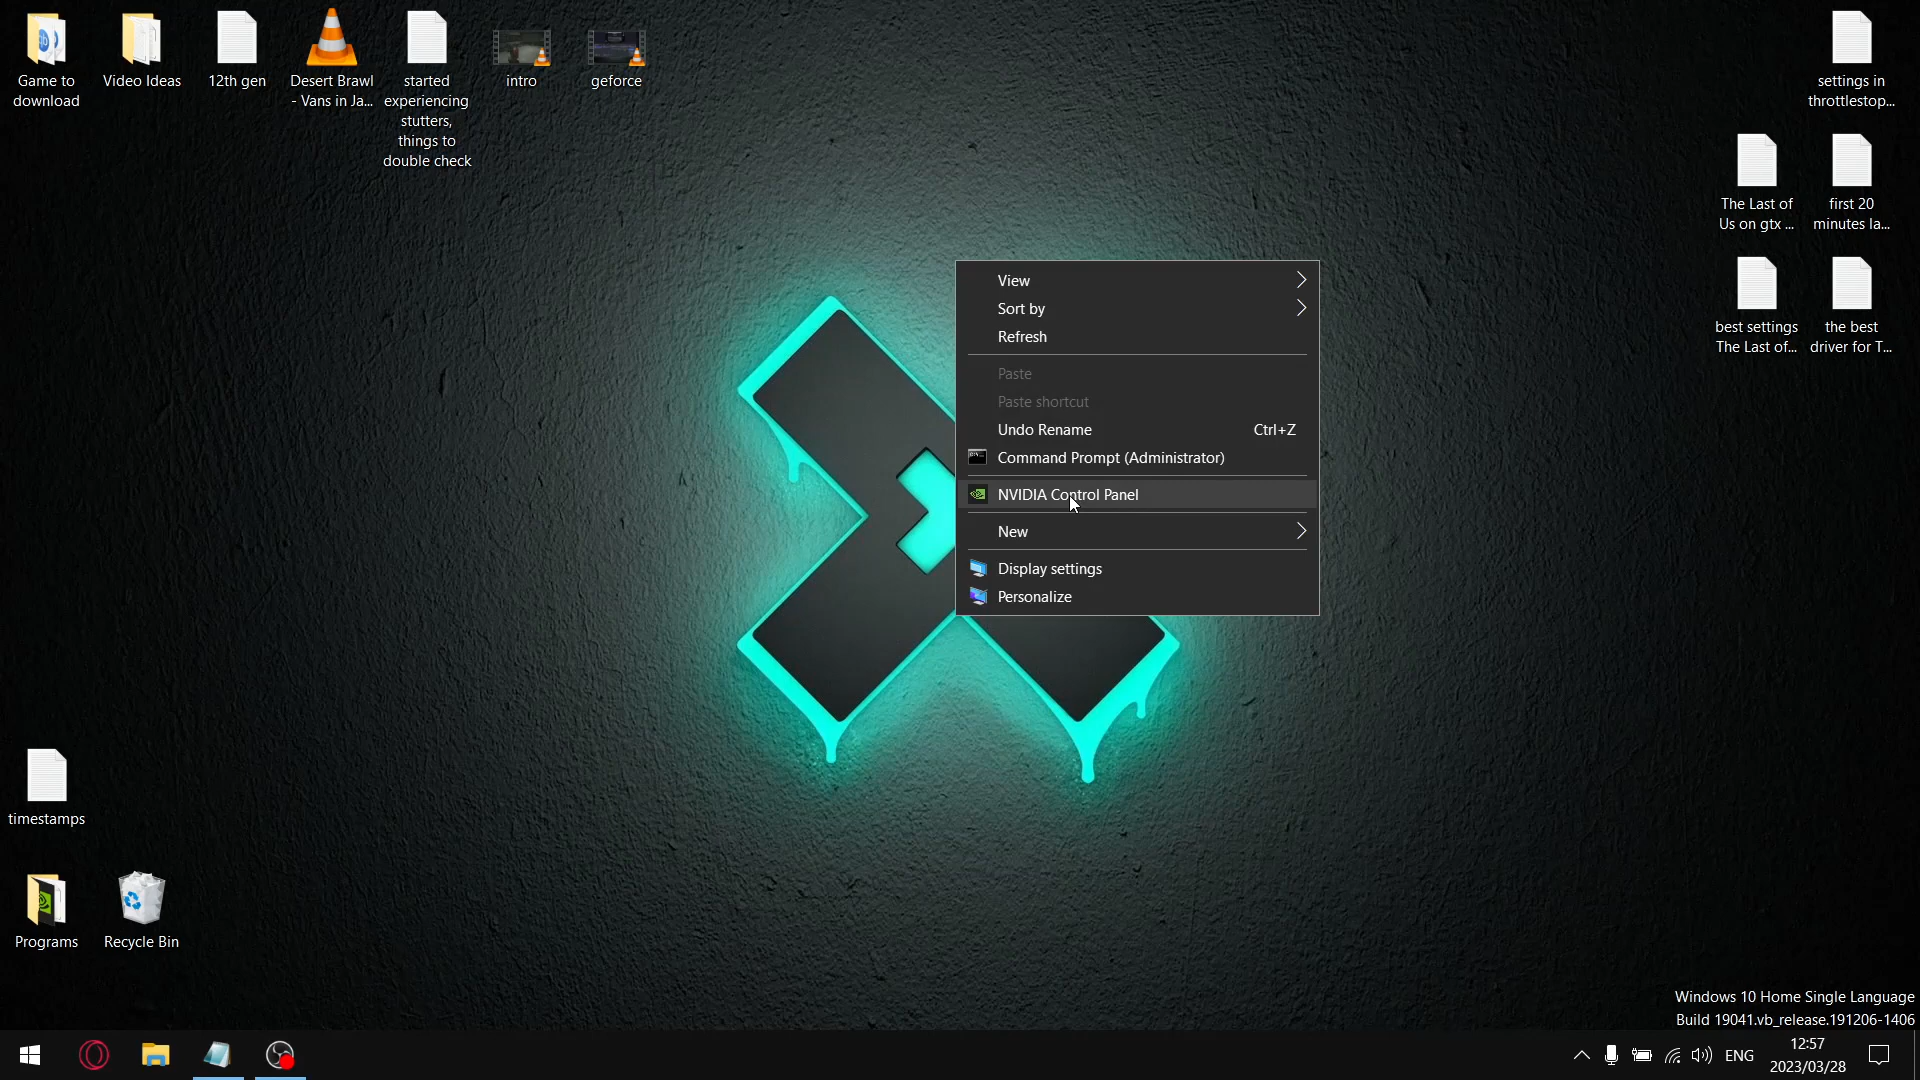 Game to
download
Video Ideas
12th gen
Desert Brawl
- Vans in Ja...
started
experiencing
stutters,
things to
double check
intro
geforce
settings in
throttlestop...
The Last of
Us on gtx ...
first 20
minutes la...
best settings
The Last of...
the best
driver for T...
View
Sort by
Refresh
Paste
Paste shortcut
Undo Rename Ctrl+Z
Command Prompt (Administrator)
NVIDIA Control Panel
New
Display settings
Personalize
timestamps
Programs
Recycle Bin
Windows 10 Home Single Language
Build 19041.vb_release.191206-1406
ENG
12:57
2023/03/28